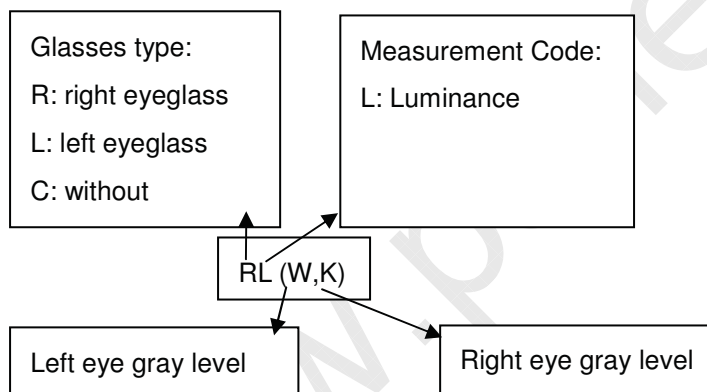 Glasses type:
R: right eyeglass
L: left eyeglass
C: without
Measurement Code:
L: Luminance
RL (W,K)
Left eye gray level
Right eye gray level